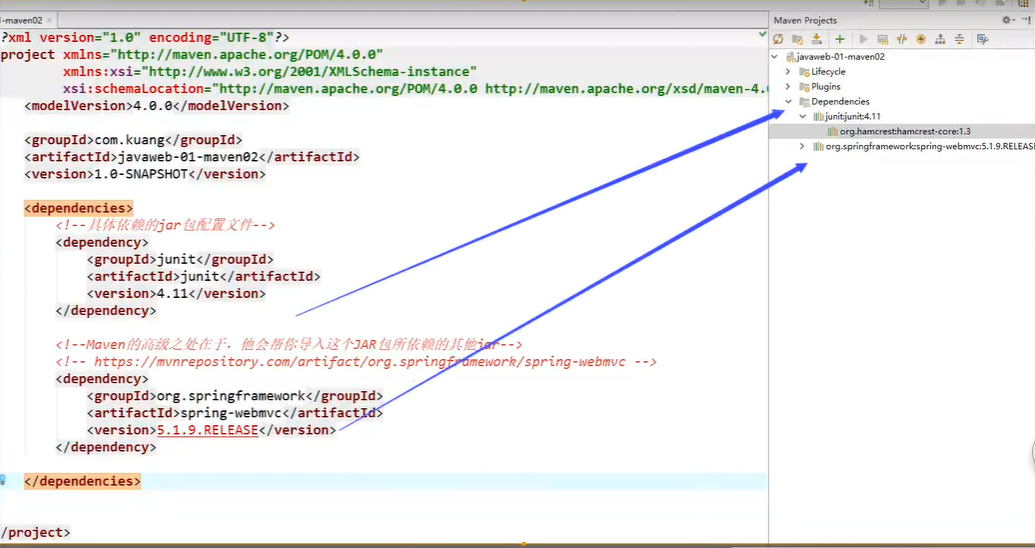 -maven02 ×
?xml version="1.0" encoding="UTF-8"?>
project xmlns="http://maven.apache.org/POM/4.0.0"
xmlns:xsi="http://www.w3.org/2001/XMLSchema-instance"
xsi:schemaLocation="http://maven.apache.org/POM/4.0.0 http://maven.apache.org/xsd/maven-4.0
<modelVersion>4.0.0</modelVersion>
<groupId>com.kuang</groupId>
<artifactId>javaweb-01-maven02</artifactId>
<version>1.0-SNAPSHOT</version>
<dependencies>
<!--具体依赖的jar包配置文件-->
<dependency>
<groupId>junit</groupId>
<artifactId>junit</artifactId>
<version>4.11</version>
</dependency>
<!--Maven的高级之处在于，他会帮你导入这个JAR包所依赖的其他jar-->
<!-- https://mvnrepository.com/artifact/org.springframework/spring-webmvc -->
<dependency>
<groupId>org.springframework</groupId>
<artifactId>spring-webmvc</artifactId>
<version>5.1.9.RELEASE</version>
</dependency>
</dependencies>
/project>
Maven Projects
javaweb-01-maven02
Lifecycle
Plugins
Dependencies
junit:junit:4.11
org.hamcrest:hamcrest-core:1.3
org.springframework:spring-webmvc:5.1.9.RELEASE